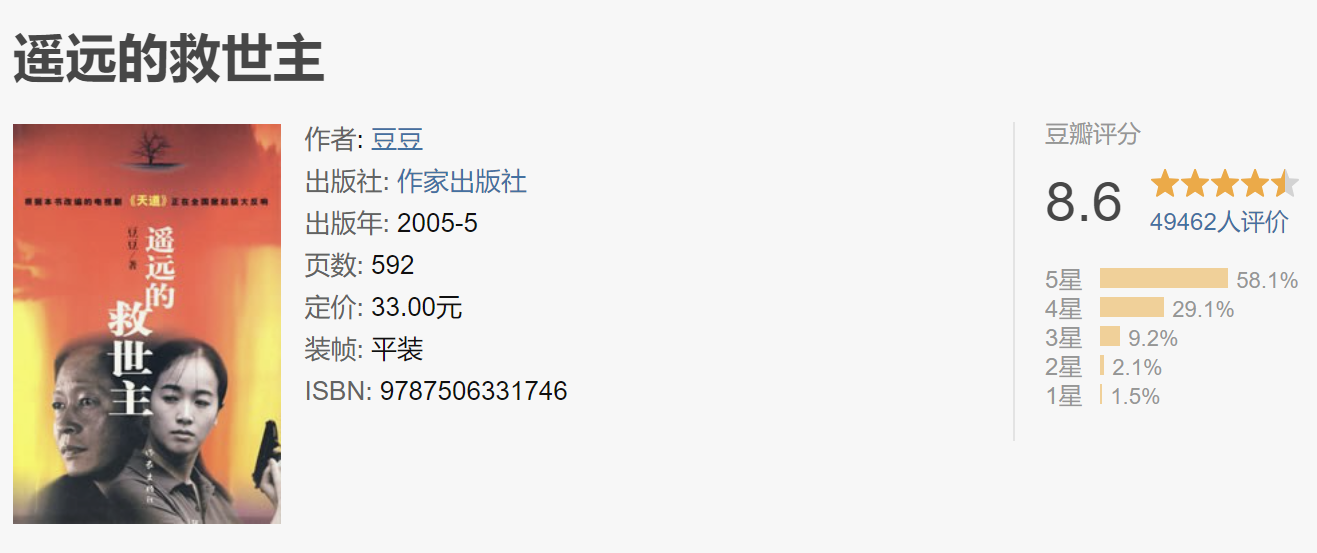 遥远的救世主
根据本书改编的电视剧《天道》正在全国掀起极大反响
豆豆/著
遥远的
救世主
作家出版社
作者: 豆豆
出版社: 作家出版社
出版年: 2005-5
页数: 592
定价: 33.00元
装帧: 平装
ISBN: 9787506331746
豆瓣评分
8.6
49462人评价
5星 58.1%
4星 29.1%
3星 9.2%
2星 2.1%
1星 1.5%